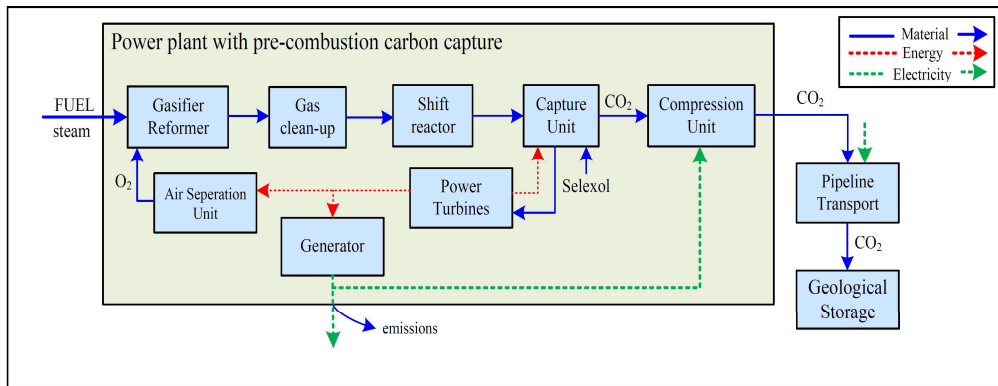 Power plant with pre-combustion carbon capture
Material
Energy
Electricity
FUEL
steam
Gasifier
Reformer
Gas
clean-up
Shift
reactor
Capture
Unit
CO2
Compression
Unit
CO2
O2
Air Seperation
Unit
Power
Turbines
Selexol
Pipeline
Transport
Generator
CO2
Geological
Storage
emissions